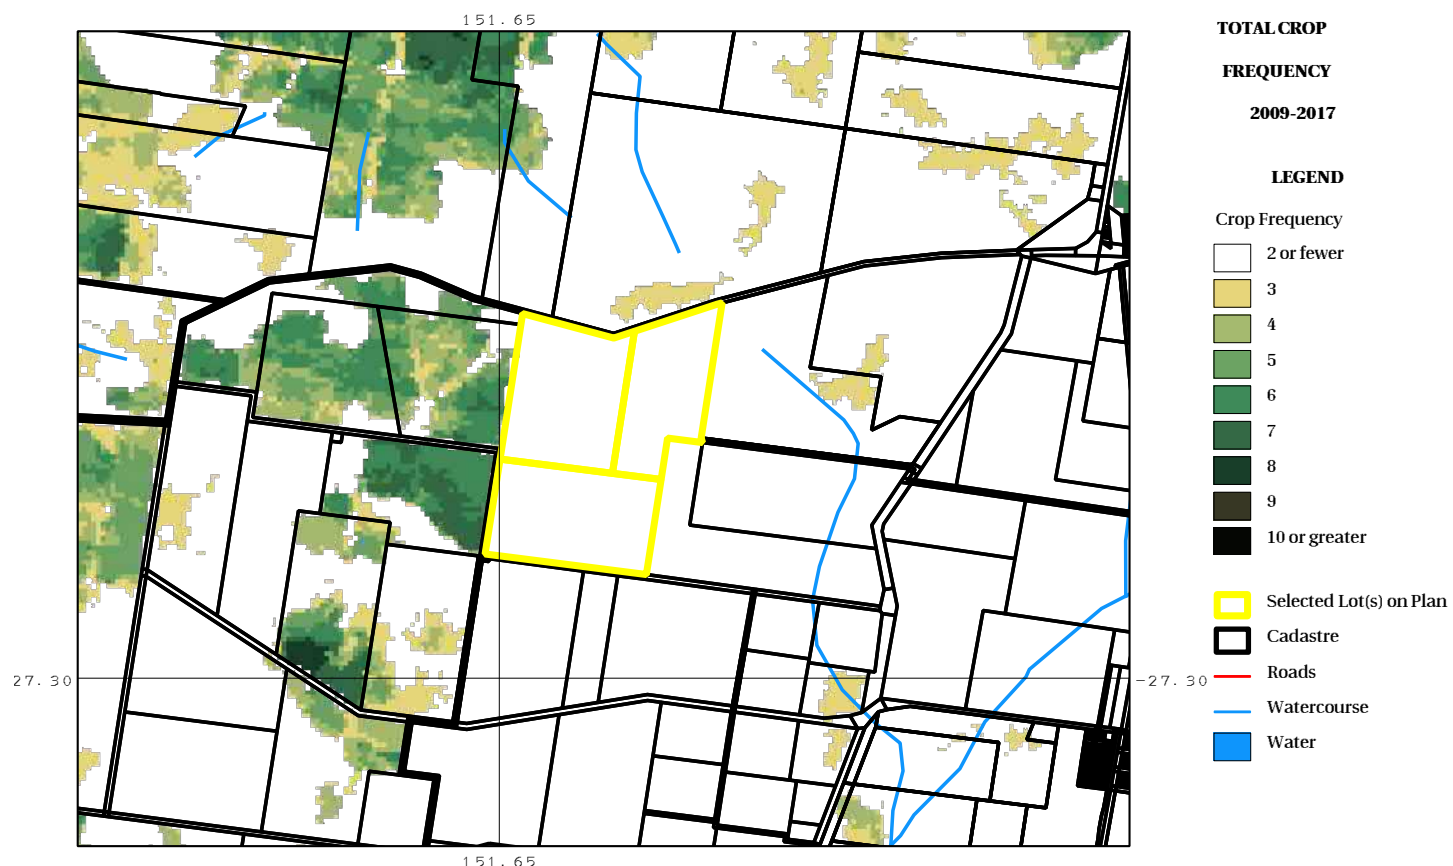 151.65
TOTAL CROP
FREQUENCY
2009-2017
LEGEND
Crop Frequency
2 or fewer
3
4
5
6
7
8
9
10 or greater
Selected Lot(s) on Plan
Cadastre
Roads
Watercourse
Water
27.30
-27.30
151.65